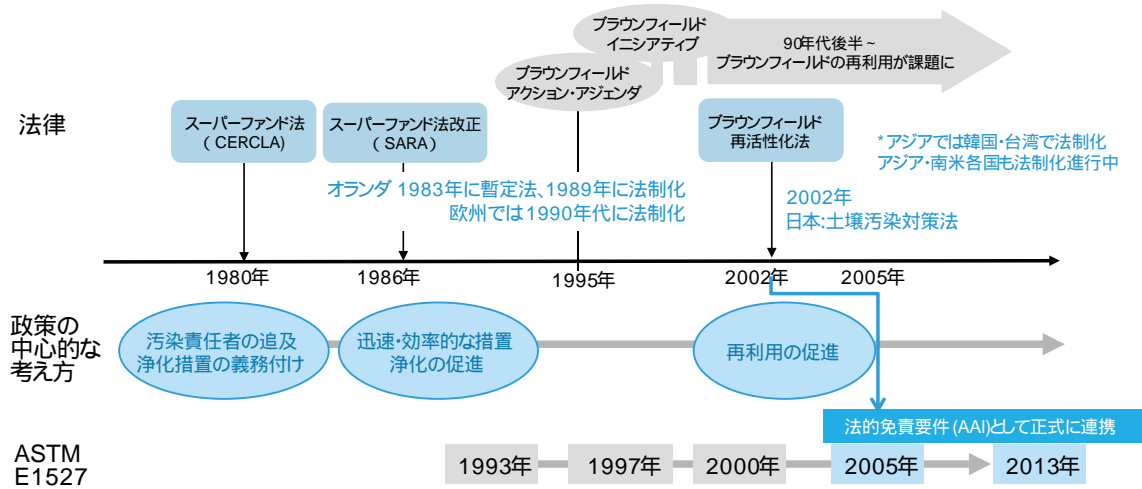 ブラウンフィールド
イニシアティブ
90年代後半~
ブラウンフィールドの再利用が課題に
ブラウンフィールド
アクション・アジェンダ
法律
スーパーファンド法
( CERCLA)
スーパーファンド法改正
( SARA )
ブラウンフィールド
再活性化法
*アジアでは韓国・台湾で法制化
アジア・南米各国も法制化進行中
オランダ 1983年に暫定法、1989年に法制化
欧州では1990年代に法制化
2002年
日本:土壌汚染対策法
1980年
1986年
1995年
2002年
2005年
政策の
中心的な
考え方
汚染責任者の追及
浄化措置の義務付け
迅速・効率的な措置
浄化の促進
再利用の促進
法的免責要件(AAI)として正式に連携
ASTM
E1527
1993年
1997年
2000年
2005年
2013年